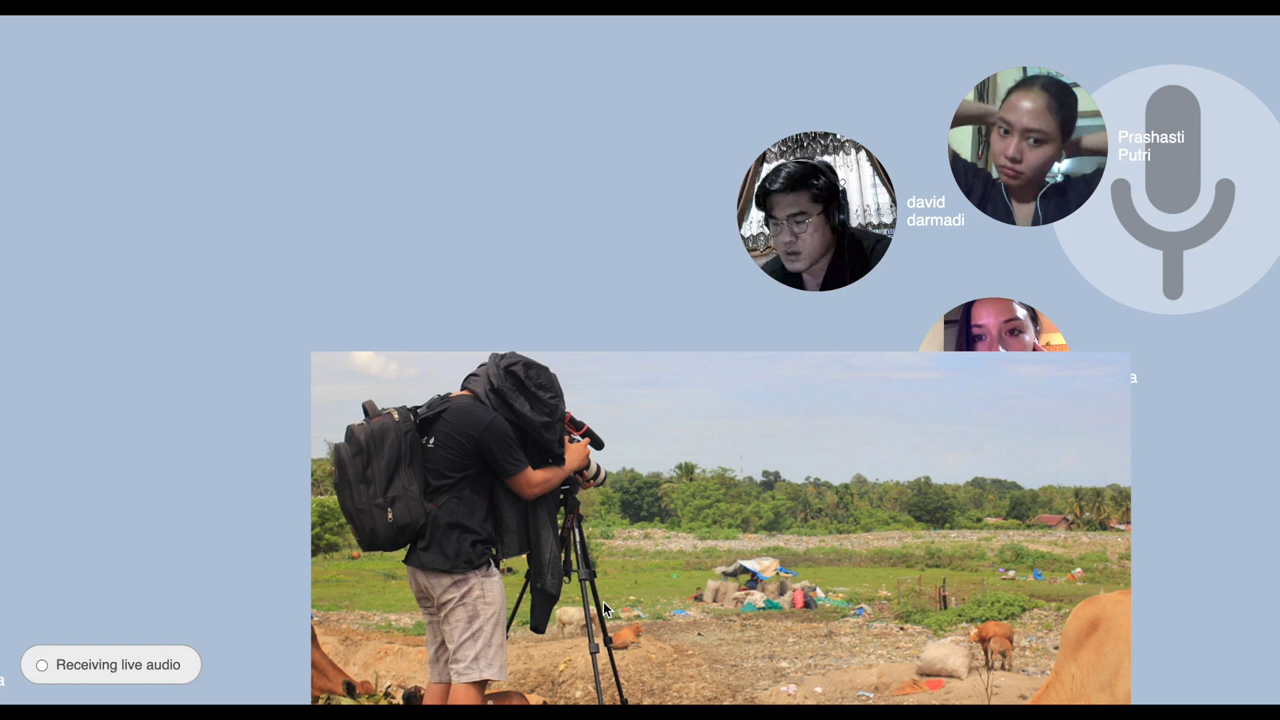 Prashasti
Putri
david
darmadi
a
Receiving live audio
a